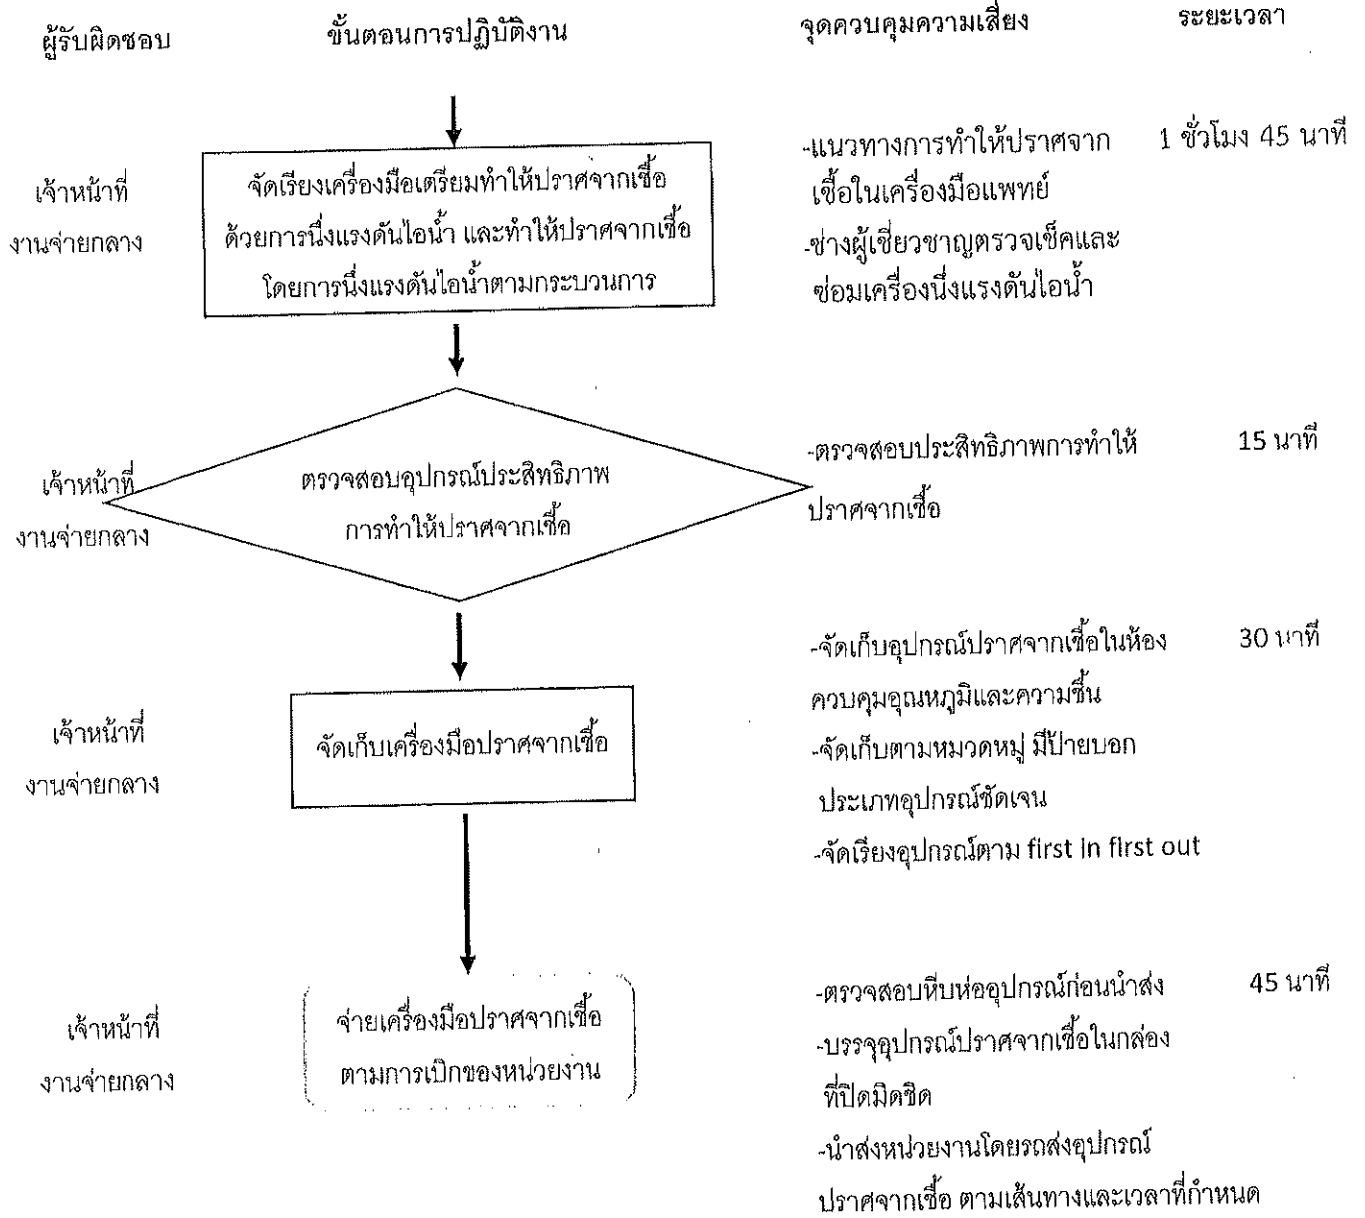 ผู้รับผิดชอบ
ขั้นตอนการปฏิบัติงาน
จุดควบคุมความเสี่ยง
ระยะเวลา
เจ้าหน้าที่
งานจ่ายกลาง
จัดเรียงเครื่องมือเตรียมทำให้ปราศจากเชื้อ
ด้วยการนึ่งแรงดันไอน้ำ และทำให้ปราศจากเชื้อ
โดยการนึ่งแรงดันไอน้ำตามกระบวนการ
-แนวทางการทำให้ปราศจาก
เชื้อในเครื่องมือแพทย์
-ช่างผู้เชี่ยวชาญตรวจเช็คและ
ซ่อมเครื่องนึ่งแรงดันไอน้ำ
1 ชั่วโมง 45 นาที
เจ้าหน้าที่
งานจ่ายกลาง
ตรวจสอบอุปกรณ์ประสิทธิภาพ
การทำให้ปราศจากเชื้อ
-ตรวจสอบประสิทธิภาพการทำให้
ปราศจากเชื้อ
15 นาที
เจ้าหน้าที่
งานจ่ายกลาง
จัดเก็บเครื่องมือปราศจากเชื้อ
-จัดเก็บอุปกรณ์ปราศจากเชื้อในห้อง
ควบคุมอุณหภูมิและความชื้น
-จัดเก็บตามหมวดหมู่ มีป้ายบอก
ประเภทอุปกรณ์ชัดเจน
-จัดเรียงอุปกรณ์ตาม first in first out
30 นาที
เจ้าหน้าที่
งานจ่ายกลาง
จ่ายเครื่องมือปราศจากเชื้อ
ตามการเบิกของหน่วยงาน
-ตรวจสอบหีบห่ออุปกรณ์ก่อนนำส่ง
-บรรจุอุปกรณ์ปราศจากเชื้อในกล่อง
ที่ปิดมิดชิด
-นำส่งหน่วยงานโดยรถส่งอุปกรณ์
ปราศจากเชื้อ ตามเส้นทางและเวลาที่กำหนด
45 นาที